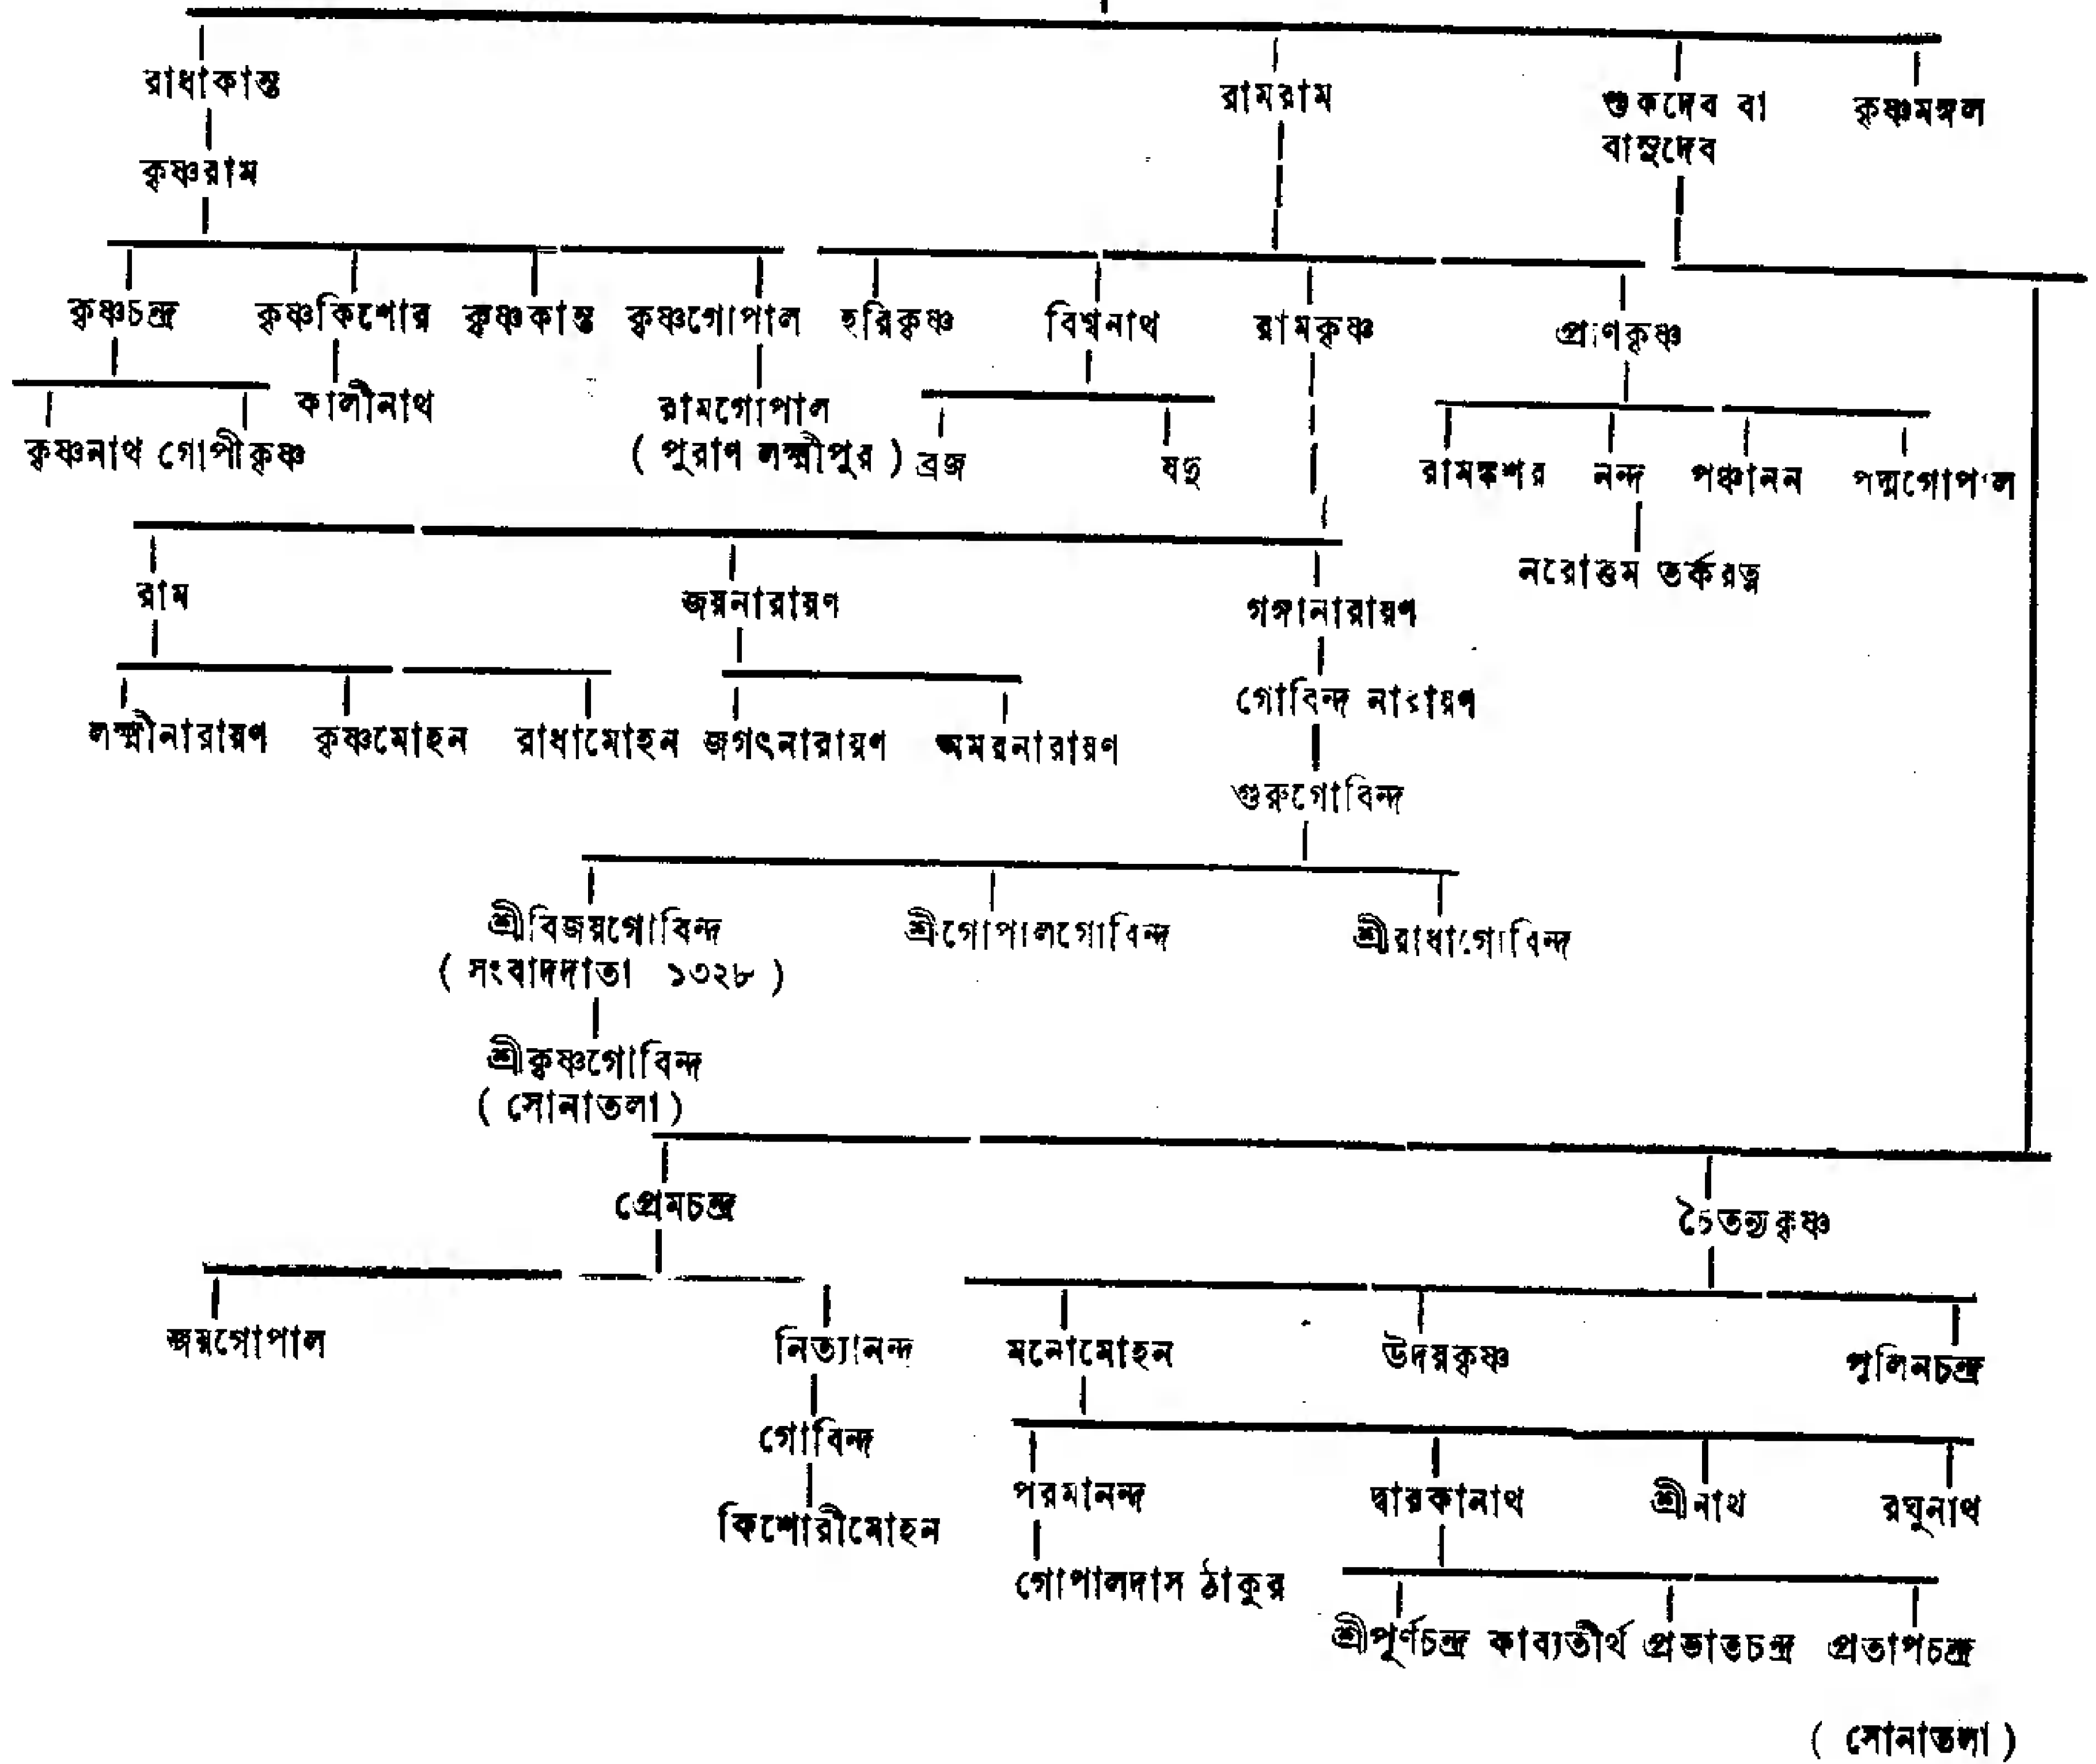 রাধাকান্ত রামরাম শুকদেব বা কৃষ্ণমঙ্গল
বাসুদেব
কৃষ্ণরাম
কৃষ্ণচন্দ্র কৃষ্ণকিশোর কৃষ্ণকান্ত কৃষ্ণগোপাল হরিকৃষ্ণ বিশ্বনাথ রামকৃষ্ণ প্রাণকৃষ্ণ
কালীনাথ রামগোপাল
কৃষ্ণনাথ গোপীকৃষ্ণ ( পুরাণ লক্ষ্মীপুর ) ব্রজ যদু নন্দ পঞ্চানন পদ্মগোপাল
নরোত্তম তর্করত্ন
রাম জয়নারায়ণ গঙ্গানারায়ণ
গোবিন্দ নারায়ণ
লক্ষ্মীনারায়ণ কৃষ্ণমোহন রাধামোহন জগৎনারায়ণ অমরনারায়ণ
গুরুগোবিন্দ
শ্রীবিজয়গোবিন্দ শ্রীগোপালগোবিন্দ শ্রীরাধাগোবিন্দ
( সংবাদদাতা ১৩২৮ )
শ্রীকৃষ্ণগোবিন্দ
( সোনাতলা )
প্রেমচন্দ্র চৈতন্যকৃষ্ণ
জয়গোপাল নিত্যানন্দ মনোমোহন উদয়কৃষ্ণ পুলিনচন্দ্র
গোবিন্দ
পরমানন্দ দ্বারকানাথ শ্রীনাথ রঘুনাথ
কিশোরীমোহন
গোপালদাস ঠাকুর
শ্রীপূর্ণচন্দ্র কাব্যতীর্থ প্রভাতচন্দ্র প্রতাপচন্দ্র
( সোনাতলা )